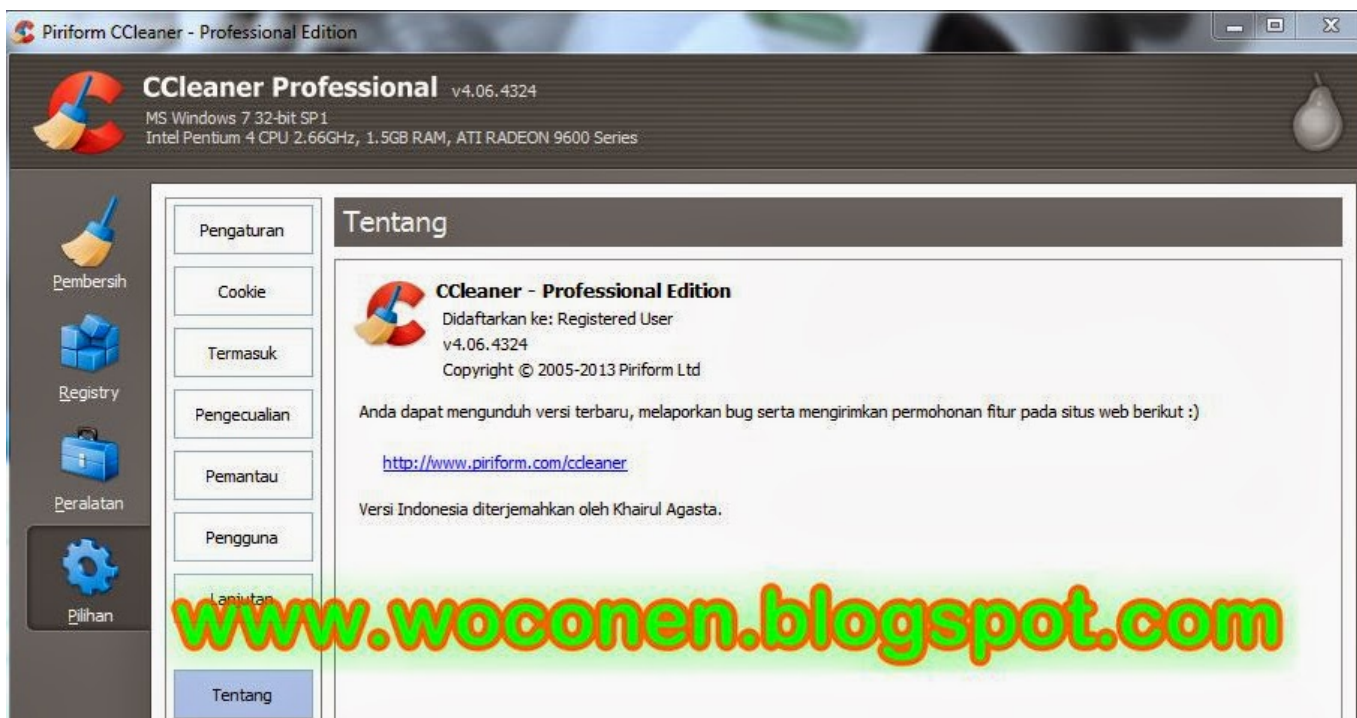 Piriform CCleaner - Professional Edition
CCleaner Professional v4.06.4324
MS Windows 7 32-bit SP1
Intel Pentium 4 CPU 2.66GHz, 1.5GB RAM, ATI RADEON 9600 Series
Pembersih
Registry
Peralatan
Pilihan
Pengaturan
Cookie
Termasuk
Pengecualian
Pemantau
Pengguna
Lanjutan
Tentang
Tentang
CCleaner - Professional Edition
Didaftarkan ke: Registered User
v4.06.4324
Copyright © 2005-2013 Piriform Ltd
Anda dapat mengunduh versi terbaru, melaporkan bug serta mengirimkan permohonan fitur pada situs web berikut :)
http://www.piriform.com/ccleaner
Versi Indonesia diterjemahkan oleh Khairul Agasta.
www.woconen.blogspot.com